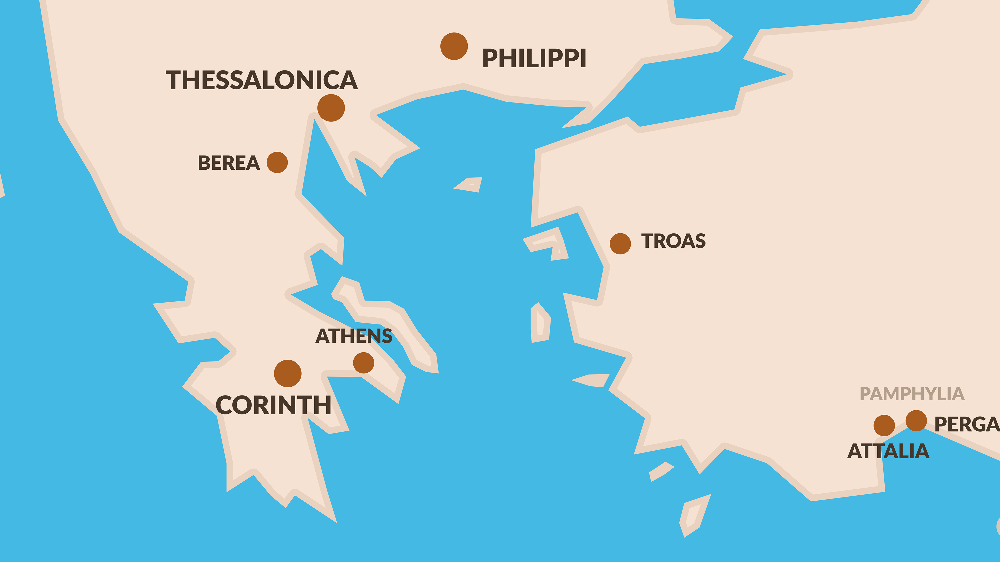 PHILIPPI
THESSALONICA
BEREA
TROAS
ATHENS
CORINTH
PAMPHYLIA
PERGA
ATTALIA